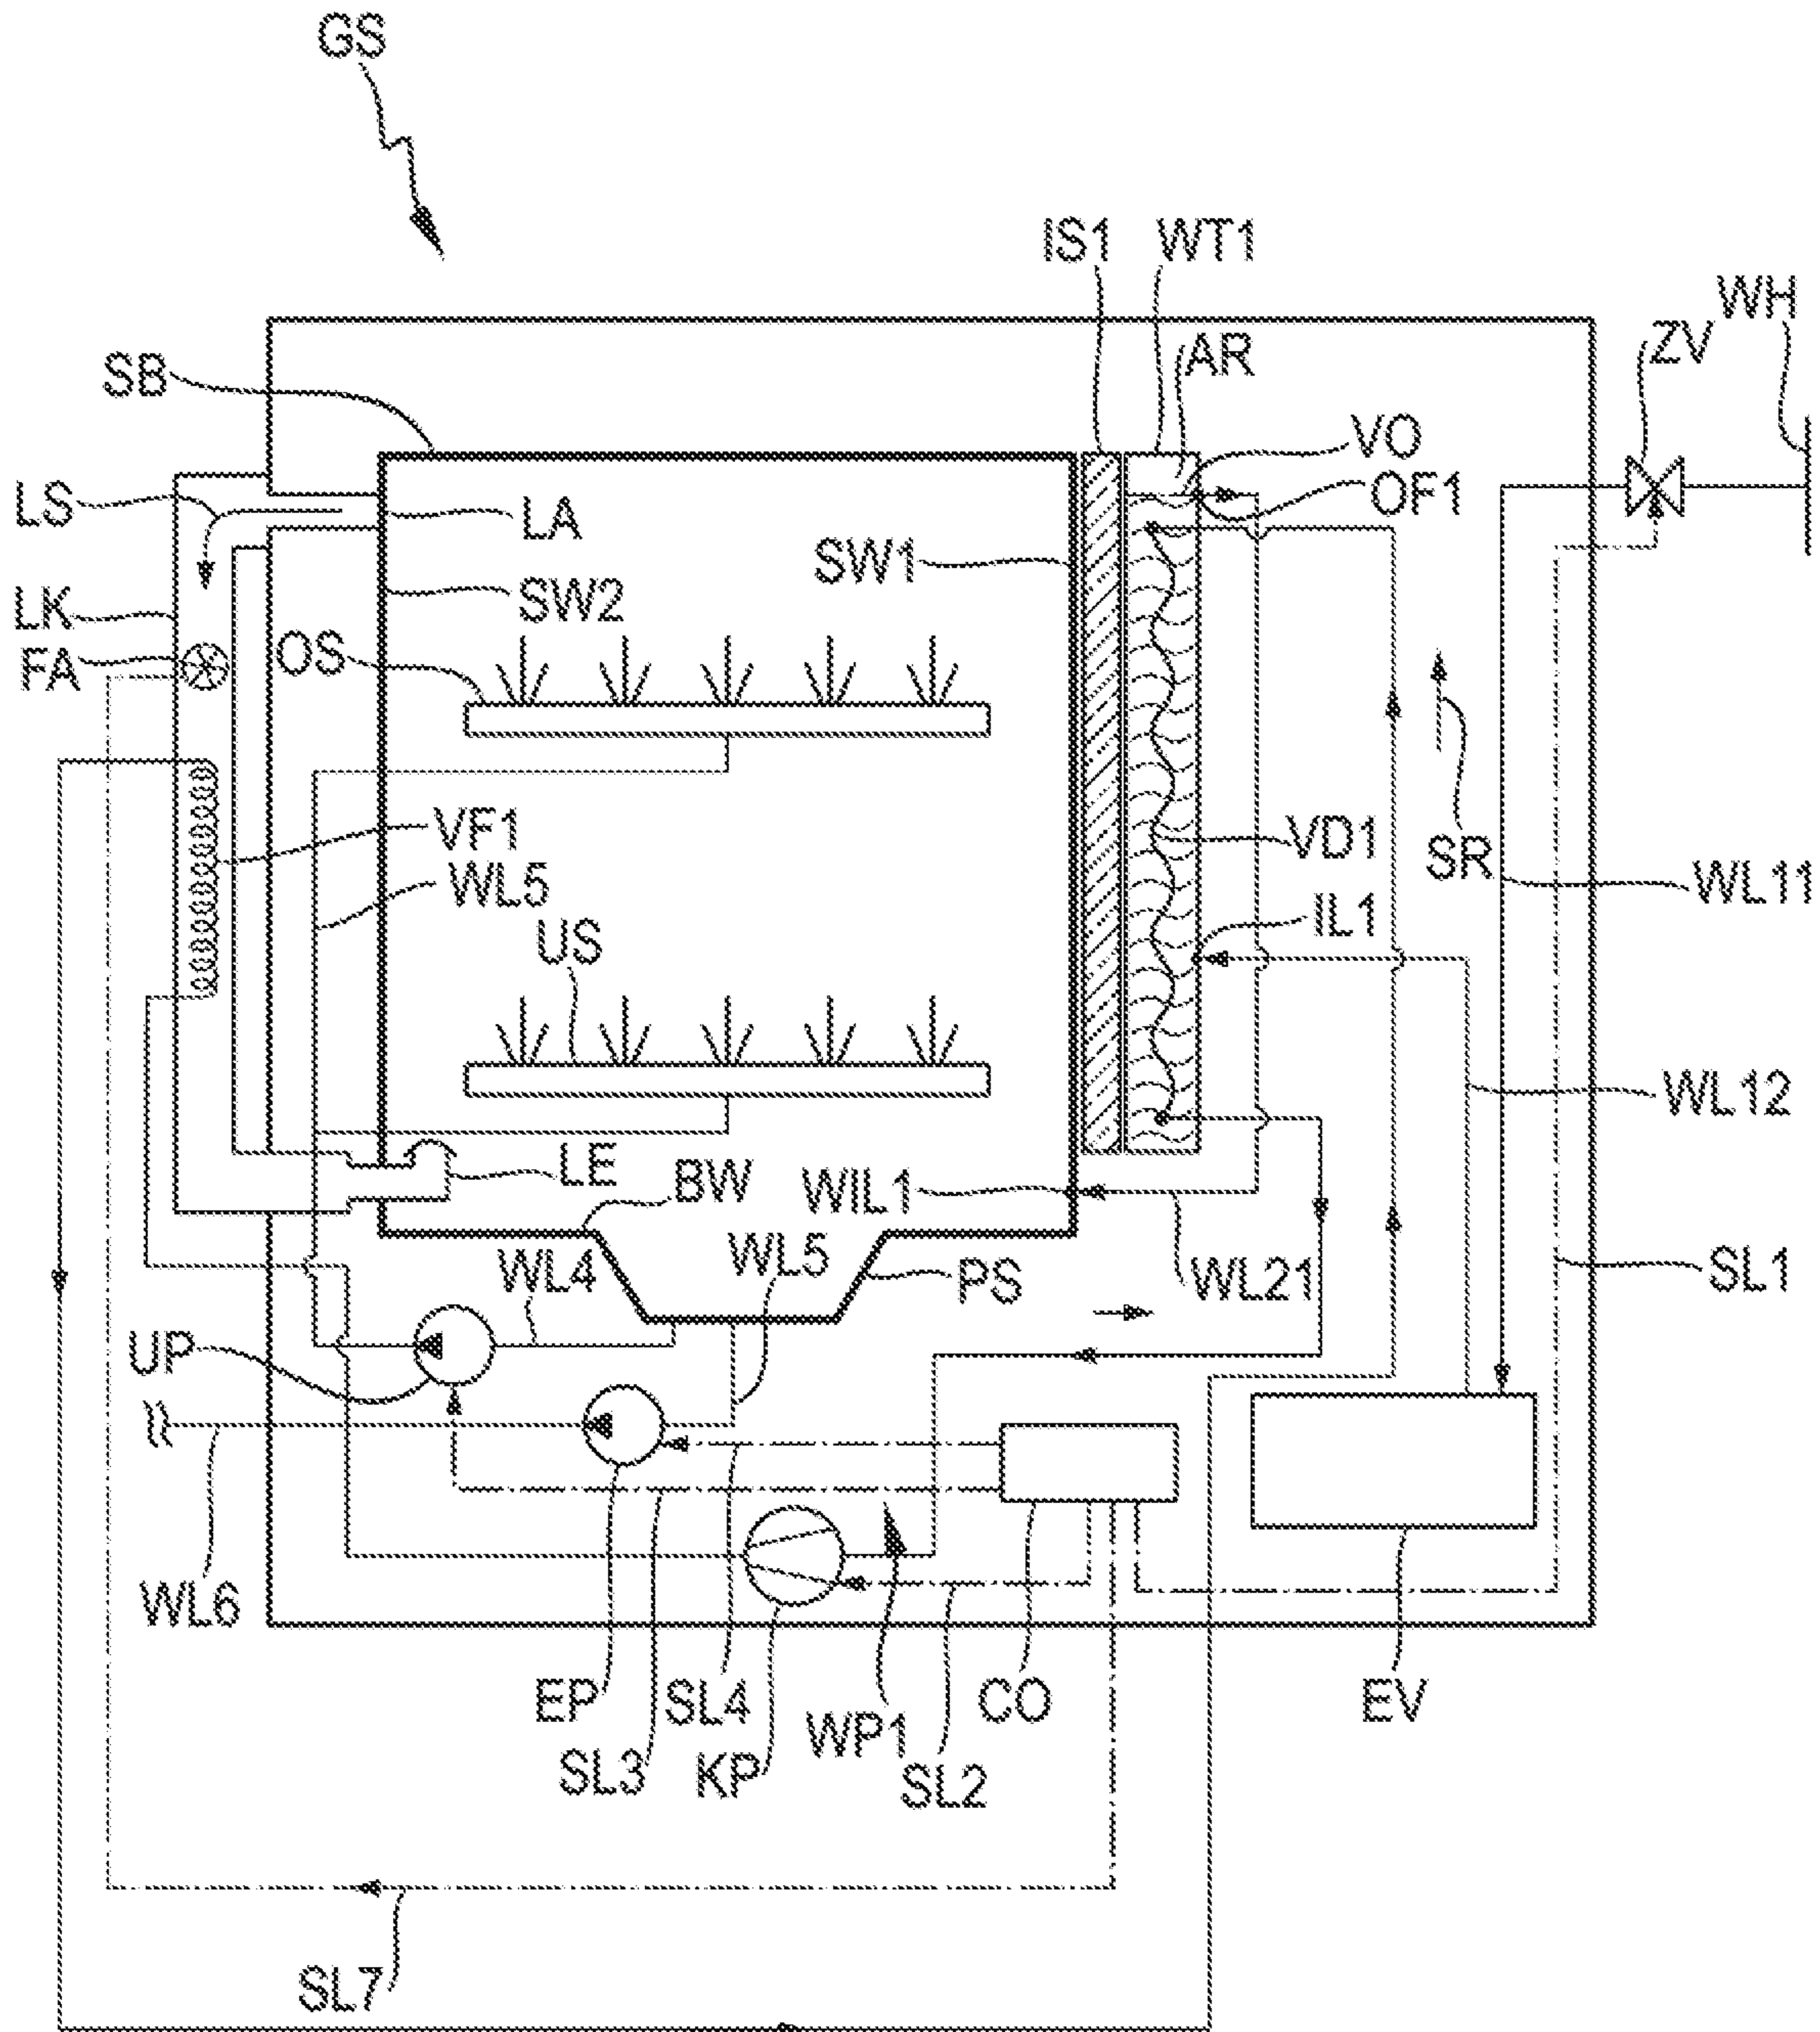 GS
IS1
WT1
WH
ZV
AR
SB
VO
LS
LA
OF1
SW1
LK
SW2
FA
OS
VF1
VD1
SR
WL5
WL11
US
IL1
WL12
LE
BW
WIL1
WL4
WL5
PS
WL21
SL1
UP
WL6
EP
SL4
CO
EV
WP1
SL3
KP
SL2
SL7